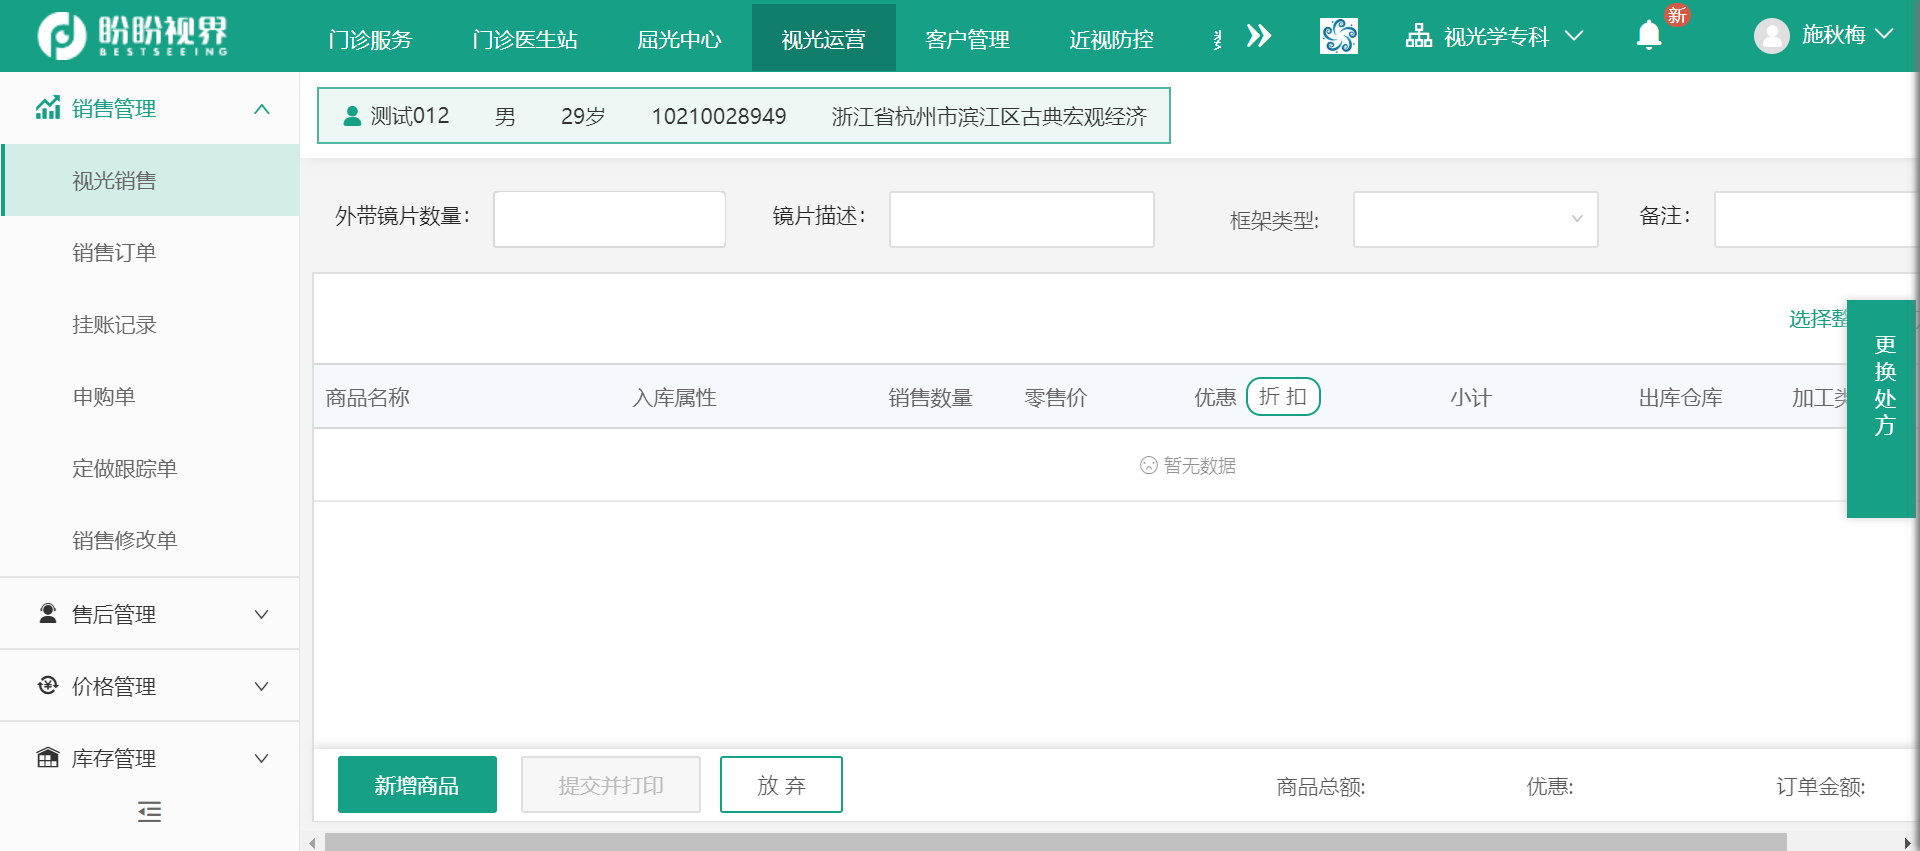 盼盼视界
BESTSEEING
门诊服务
门诊医生站
屈光中心
视光运营
客户管理
近视防控
视光学专科
新
施秋梅
销售管理
视光销售
销售订单
挂账记录
申购单
定做跟踪单
销售修改单
售后管理
价格管理
库存管理
测试012 男 29岁 10210028949 浙江省杭州市滨江区古典宏观经济
外带镜片数量：
镜片描述：
框架类型:
备注：
选择整
更换处方
商品名称 入库属性 销售数量 零售价 优惠 折扣 小计 出库仓库 加工类
暂无数据
新增商品
提交并打印
放弃
商品总额:
优惠:
订单金额: